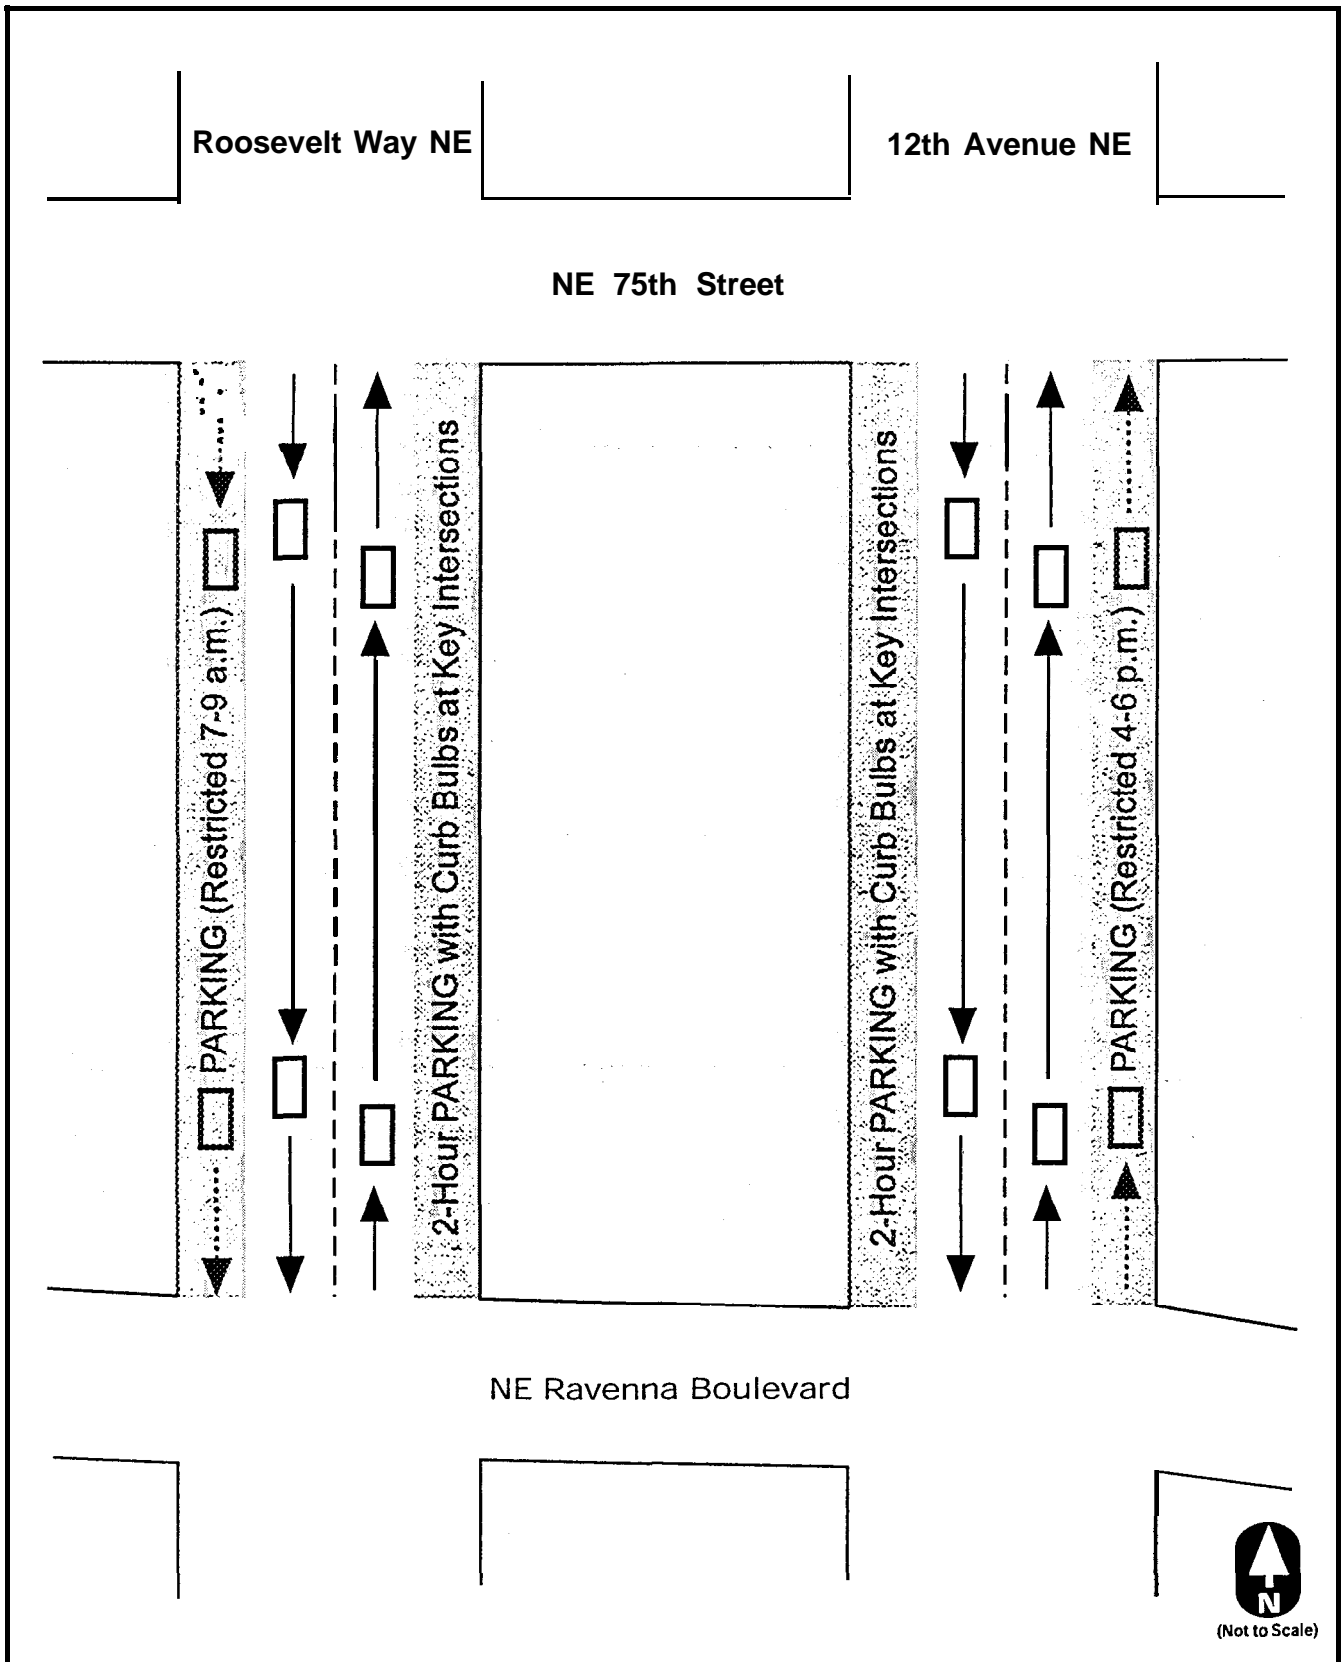 Roosevelt Way NE
12th Avenue NE
NE 75th Street
PARKING (Restricted 7-9 a.m.)
2-Hour PARKING with Curb Bulbs at Key Intersections
2-Hour PARKING with Curb Bulbs at Key Intersections
PARKING (Restricted 4-6 p.m.)
NE Ravenna Boulevard
N
(Not to Scale)